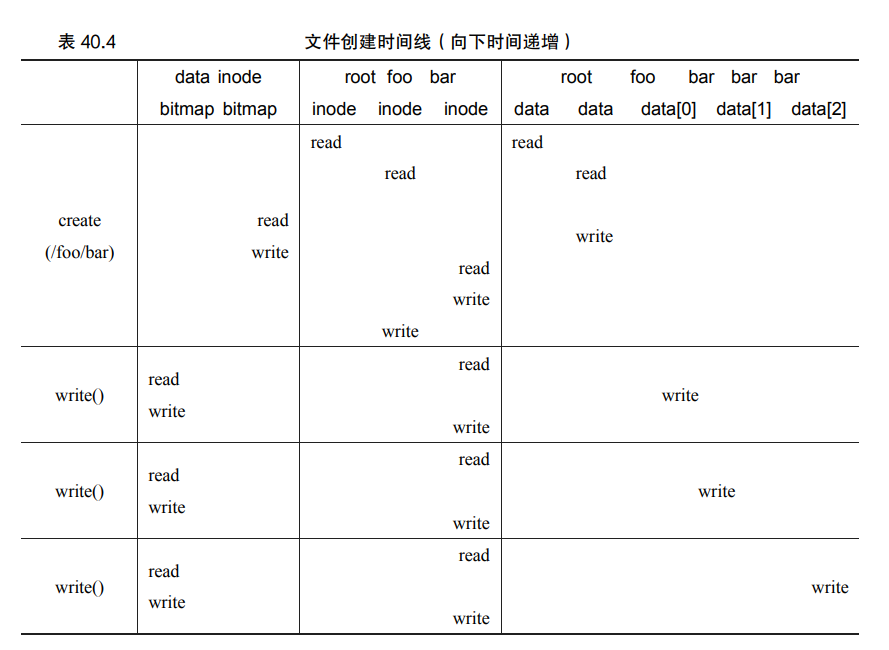 表 40.4 文件创建时间线（向下时间递增）
data inode root foo bar root foo bar bar bar
bitmap bitmap inode inode inode data data data[0] data[1] data[2]
read read
read read
create read
write
(/foo/bar) write
read
write
write
read
read
write() write
write
write
read
read
write() write
write
write
read
read
write() write
write
write